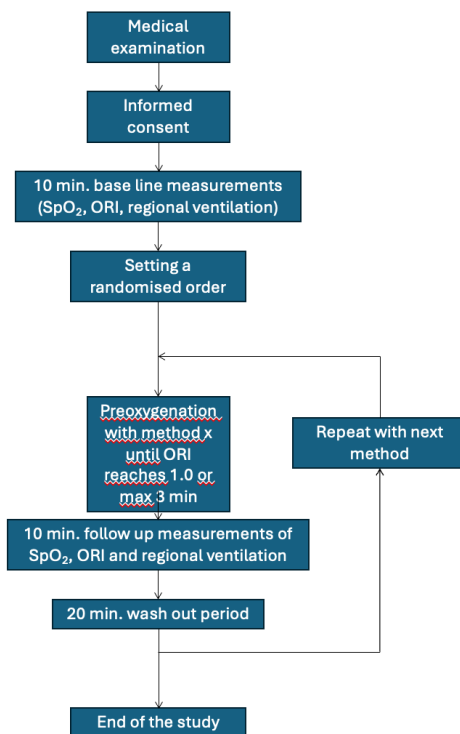 Medical
examination
Informed
consent
10 min. base line measurements
(SpO₂, ORI, regional ventilation)
Setting a
randomised order
Preoxygenation
with method x
until ORI
reaches 1.0 or
max 3 min
Repeat with next
method
10 min. follow up measurements of
SpO₂, ORI and regional ventilation
20 min. wash out period
End of the study